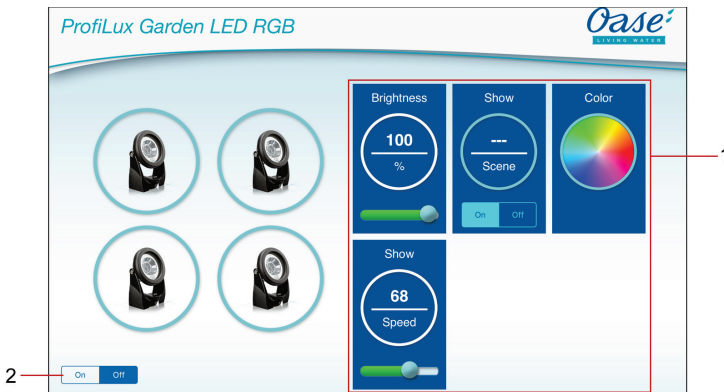 ProfiLux Garden LED RGB
Oase
LIVING WATER
Brightness
100
%
Show
---
Scene
On Off
Color
1
Show
68
Speed
2
On Off